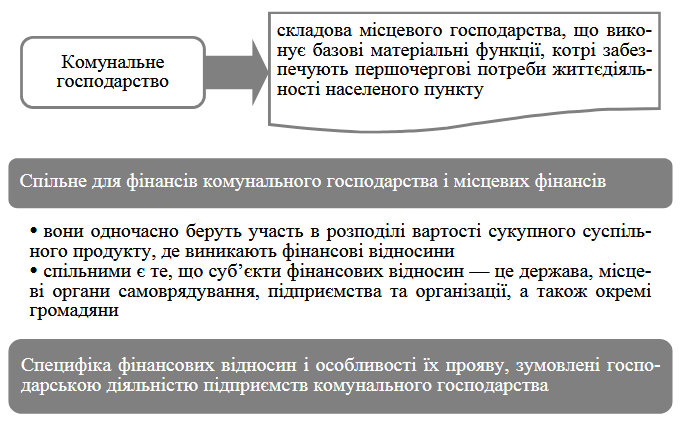 Комунальне
господарство
складова місцевого господарства, що вико-
нує базові матеріальні функції, котрі забез-
печують першочергові потреби життєдіяль-
ності населеного пункту
Спільне для фінансів комунального господарства і місцевих фінансів
• вони одночасно беруть участь в розподілі вартості сукупного суспіль-
ного продукту, де виникають фінансові відносини
• спільними є те, що суб’єкти фінансових відносин — це держава, місце-
ві органи самоврядування, підприємства та організації, а також окремі
громадяни
Специфіка фінансових відносин і особливості їх прояву, зумовлені госпо-
дарською діяльністю підприємств комунального господарства